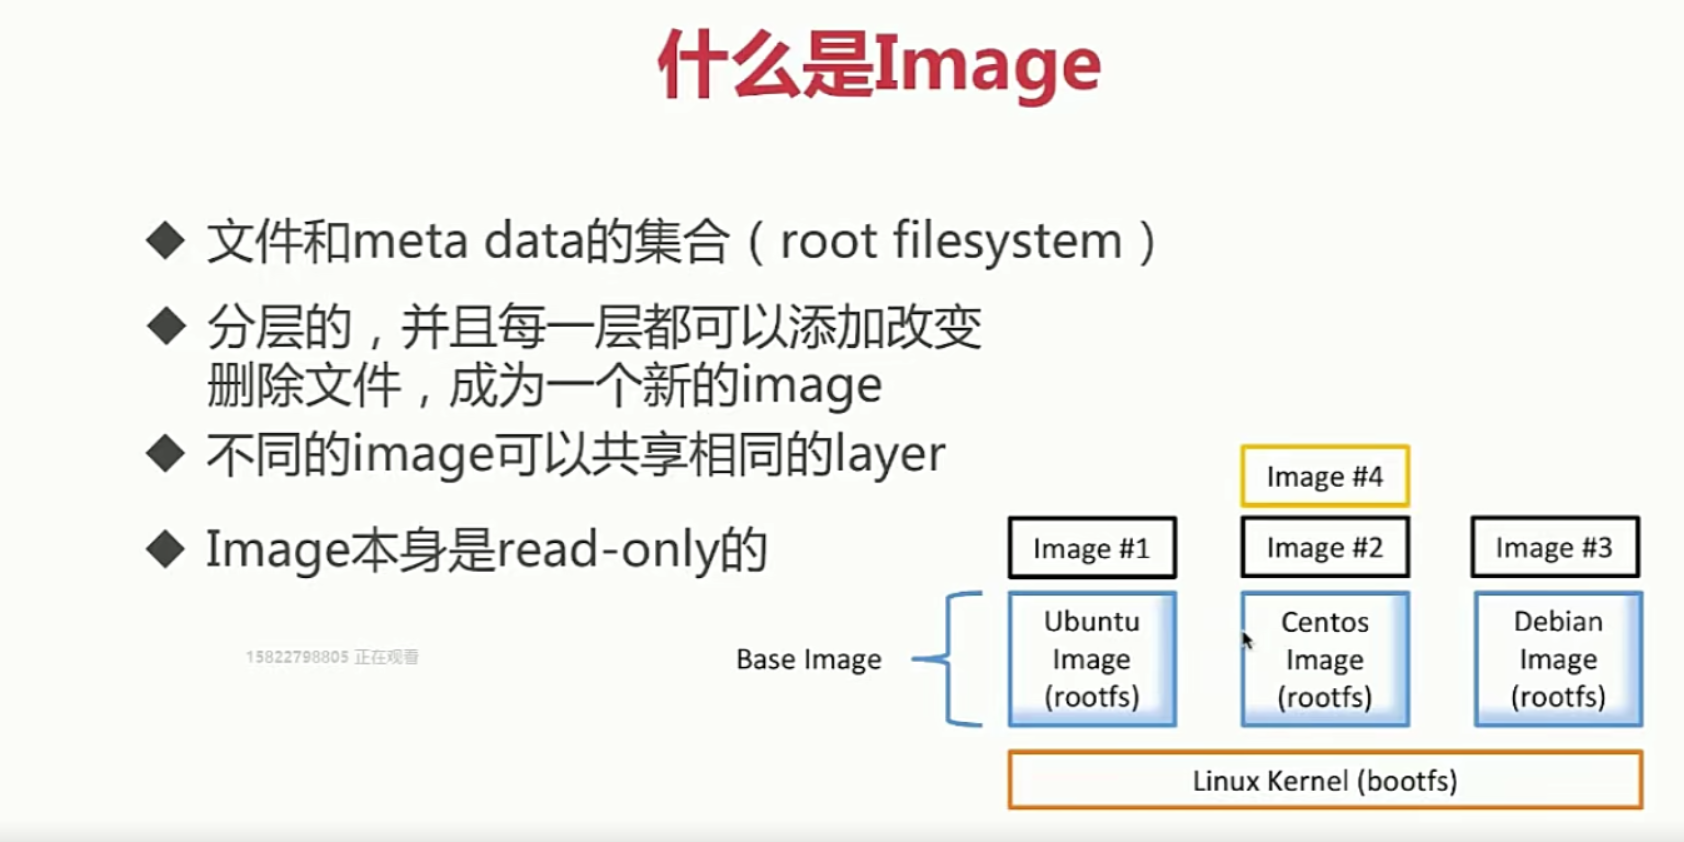 什么是Image
◆ 文件和meta data的集合（root filesystem）
◆ 分层的，并且每一层都可以添加改变
删除文件，成为一个新的image
◆ 不同的image可以共享相同的layer
◆ Image本身是read-only的
Image #4
Image #1
Image #2
Image #3
Base Image
Ubuntu
Image
(rootfs)
Centos
Image
(rootfs)
Debian
Image
(rootfs)
15822798805 正在观看
Linux Kernel (bootfs)